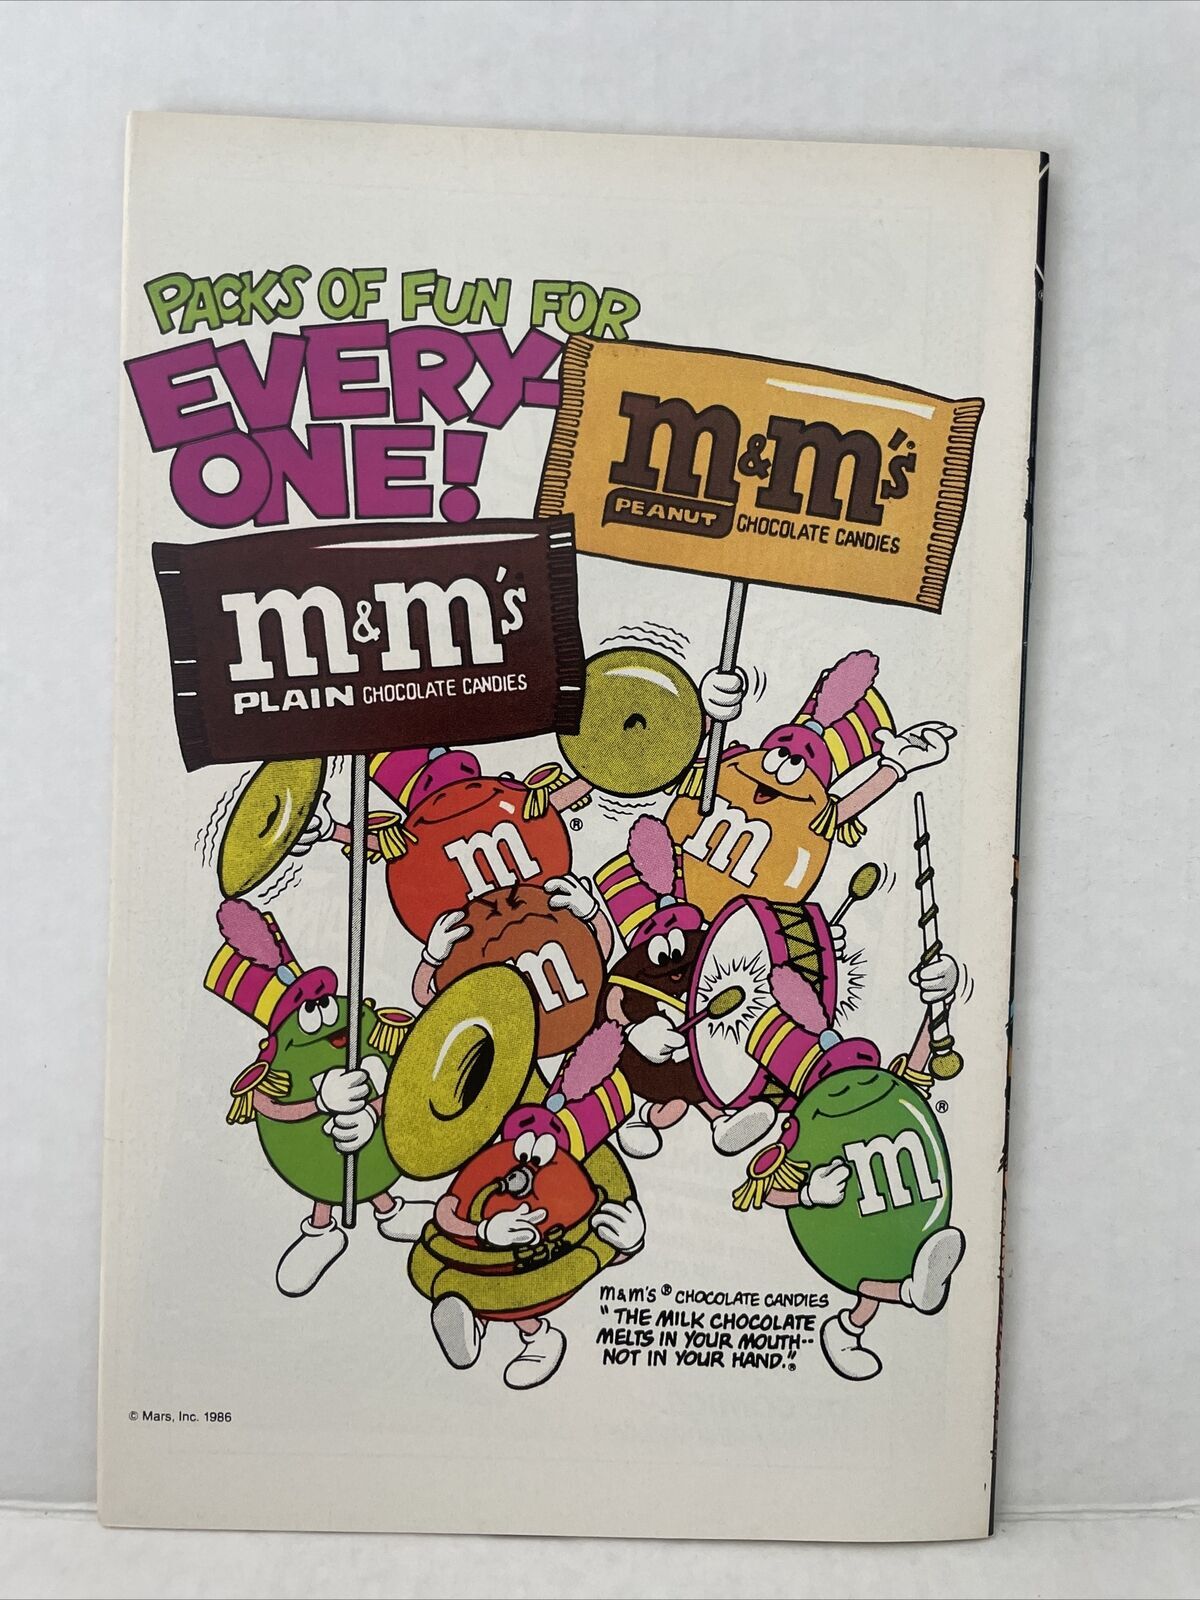 PACKS OF FUN FOR
EVERY-
ONE!
m&m's®
PEANUT CHOCOLATE CANDIES
m&m's
PLAIN CHOCOLATE CANDIES
m
®
m
m
m
®
m&m's® CHOCOLATE CANDIES
"THE MILK CHOCOLATE
MELTS IN YOUR MOUTH--
NOT IN YOUR HAND."®
© Mars, Inc. 1986